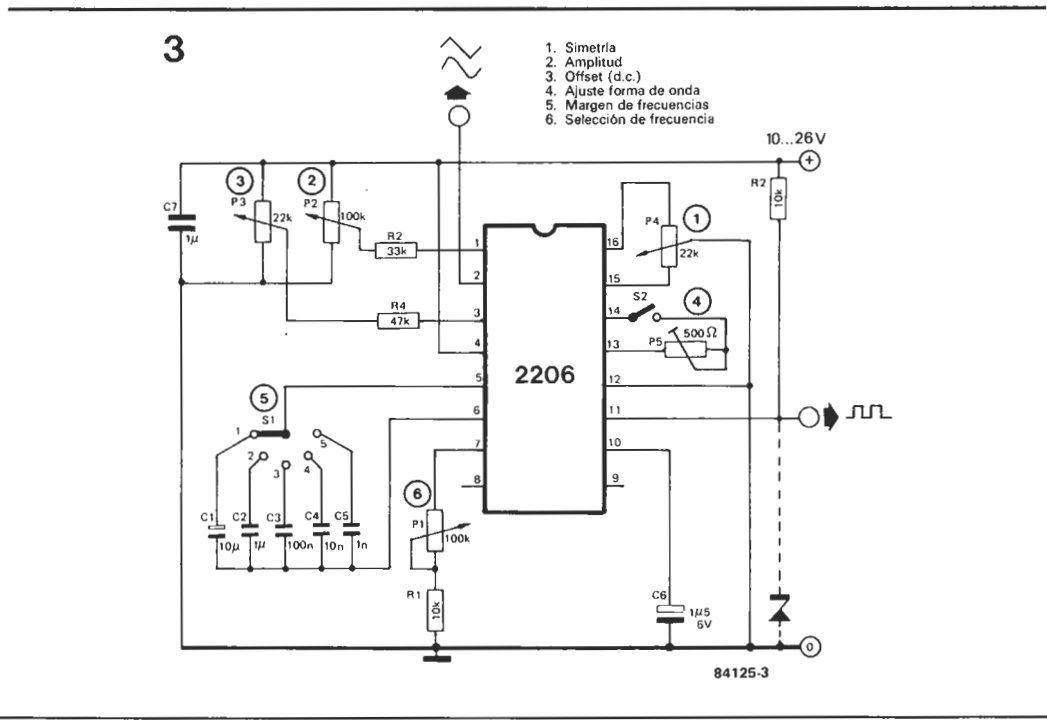 3
1. Simetría
2. Amplitud
3. Offset (d.c.)
4. Ajuste forma de onda
5. Margen de frecuencias
6. Selección de frecuencia
10...26V
+
R2
10k
3
2
C7
1µ
P3
22k
P2
100k
R2
33k
R4
47k
1
2
3
4
5
6
7
8
16
15
14
13
12
11
10
9
2206
P4
22k
1
S2
4
500Ω
P5
5
S1
1
2
3
4
5
C1
10µ
C2
1µ
C3
100n
C4
10n
C5
1n
6
P1
100k
R1
10k
C6
1µ5
6V
0
84125-3